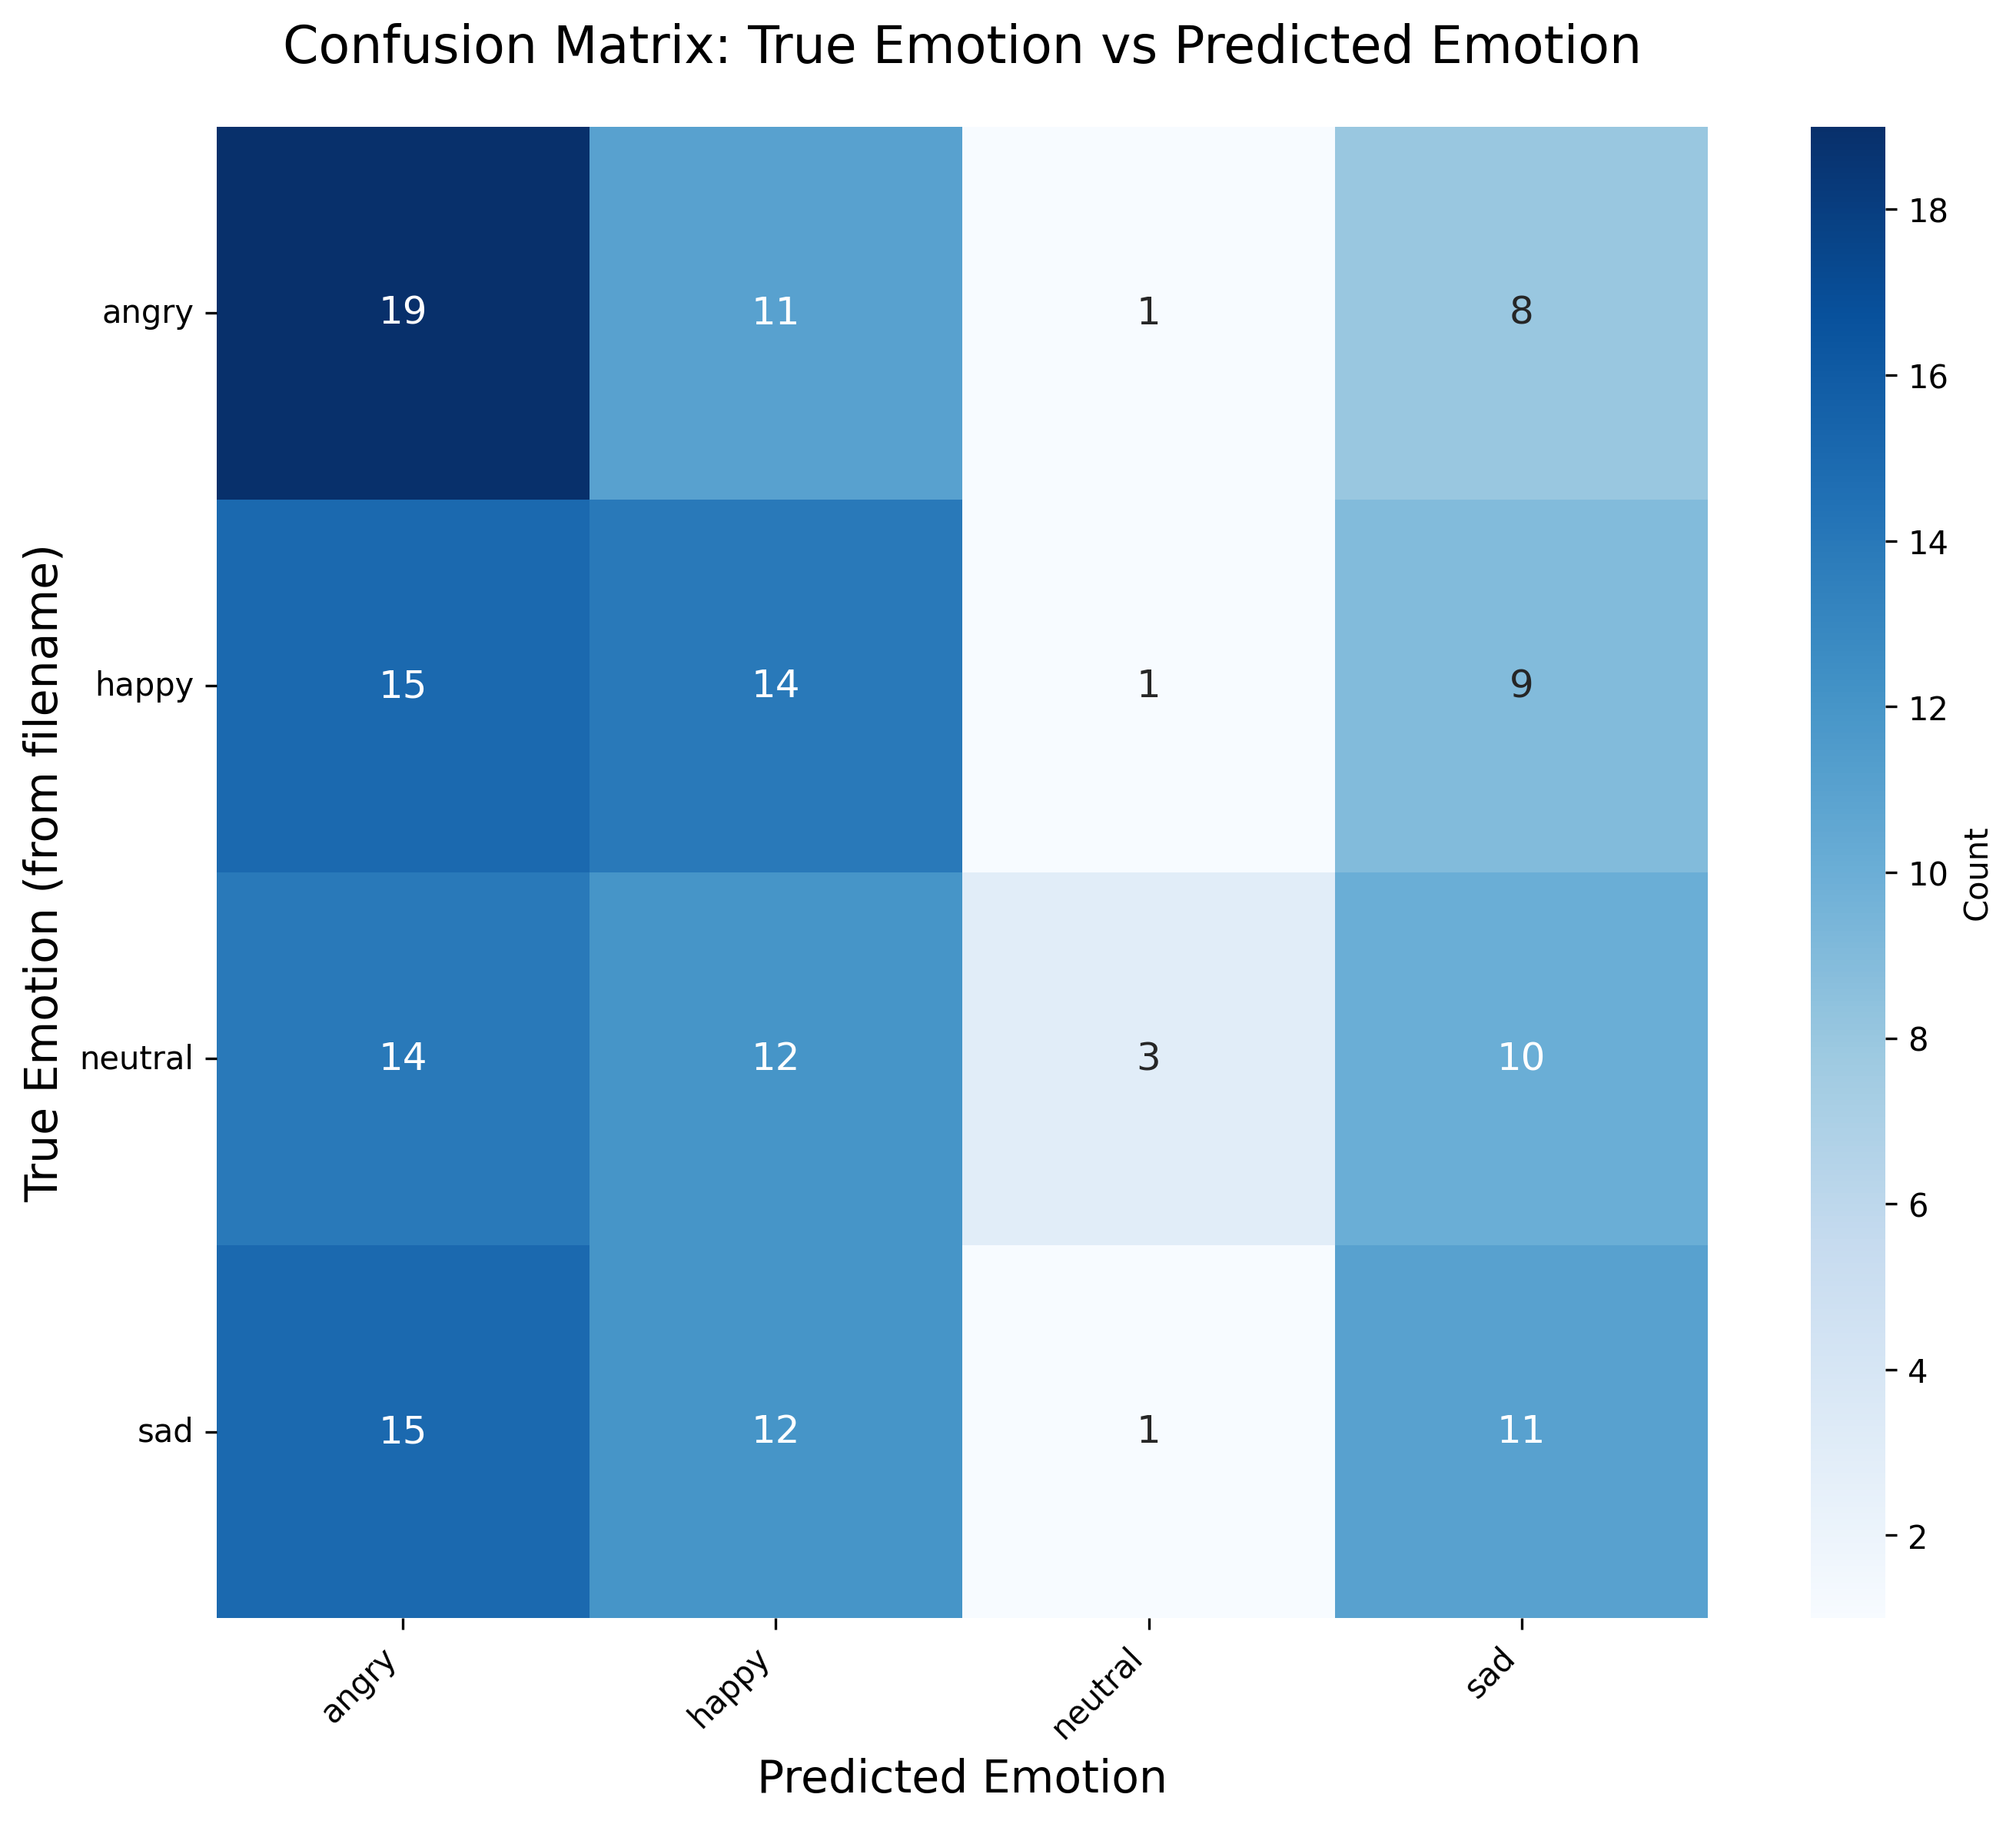 Confusion Matrix: True Emotion vs Predicted Emotion
True Emotion (from filename)
angry 19 11 1 8
happy 15 14 1 9
neutral 14 12 3 10
sad 15 12 1 11
angry happy neutral sad
Predicted Emotion
18
16
14
12
10
8
6
4
2
Count